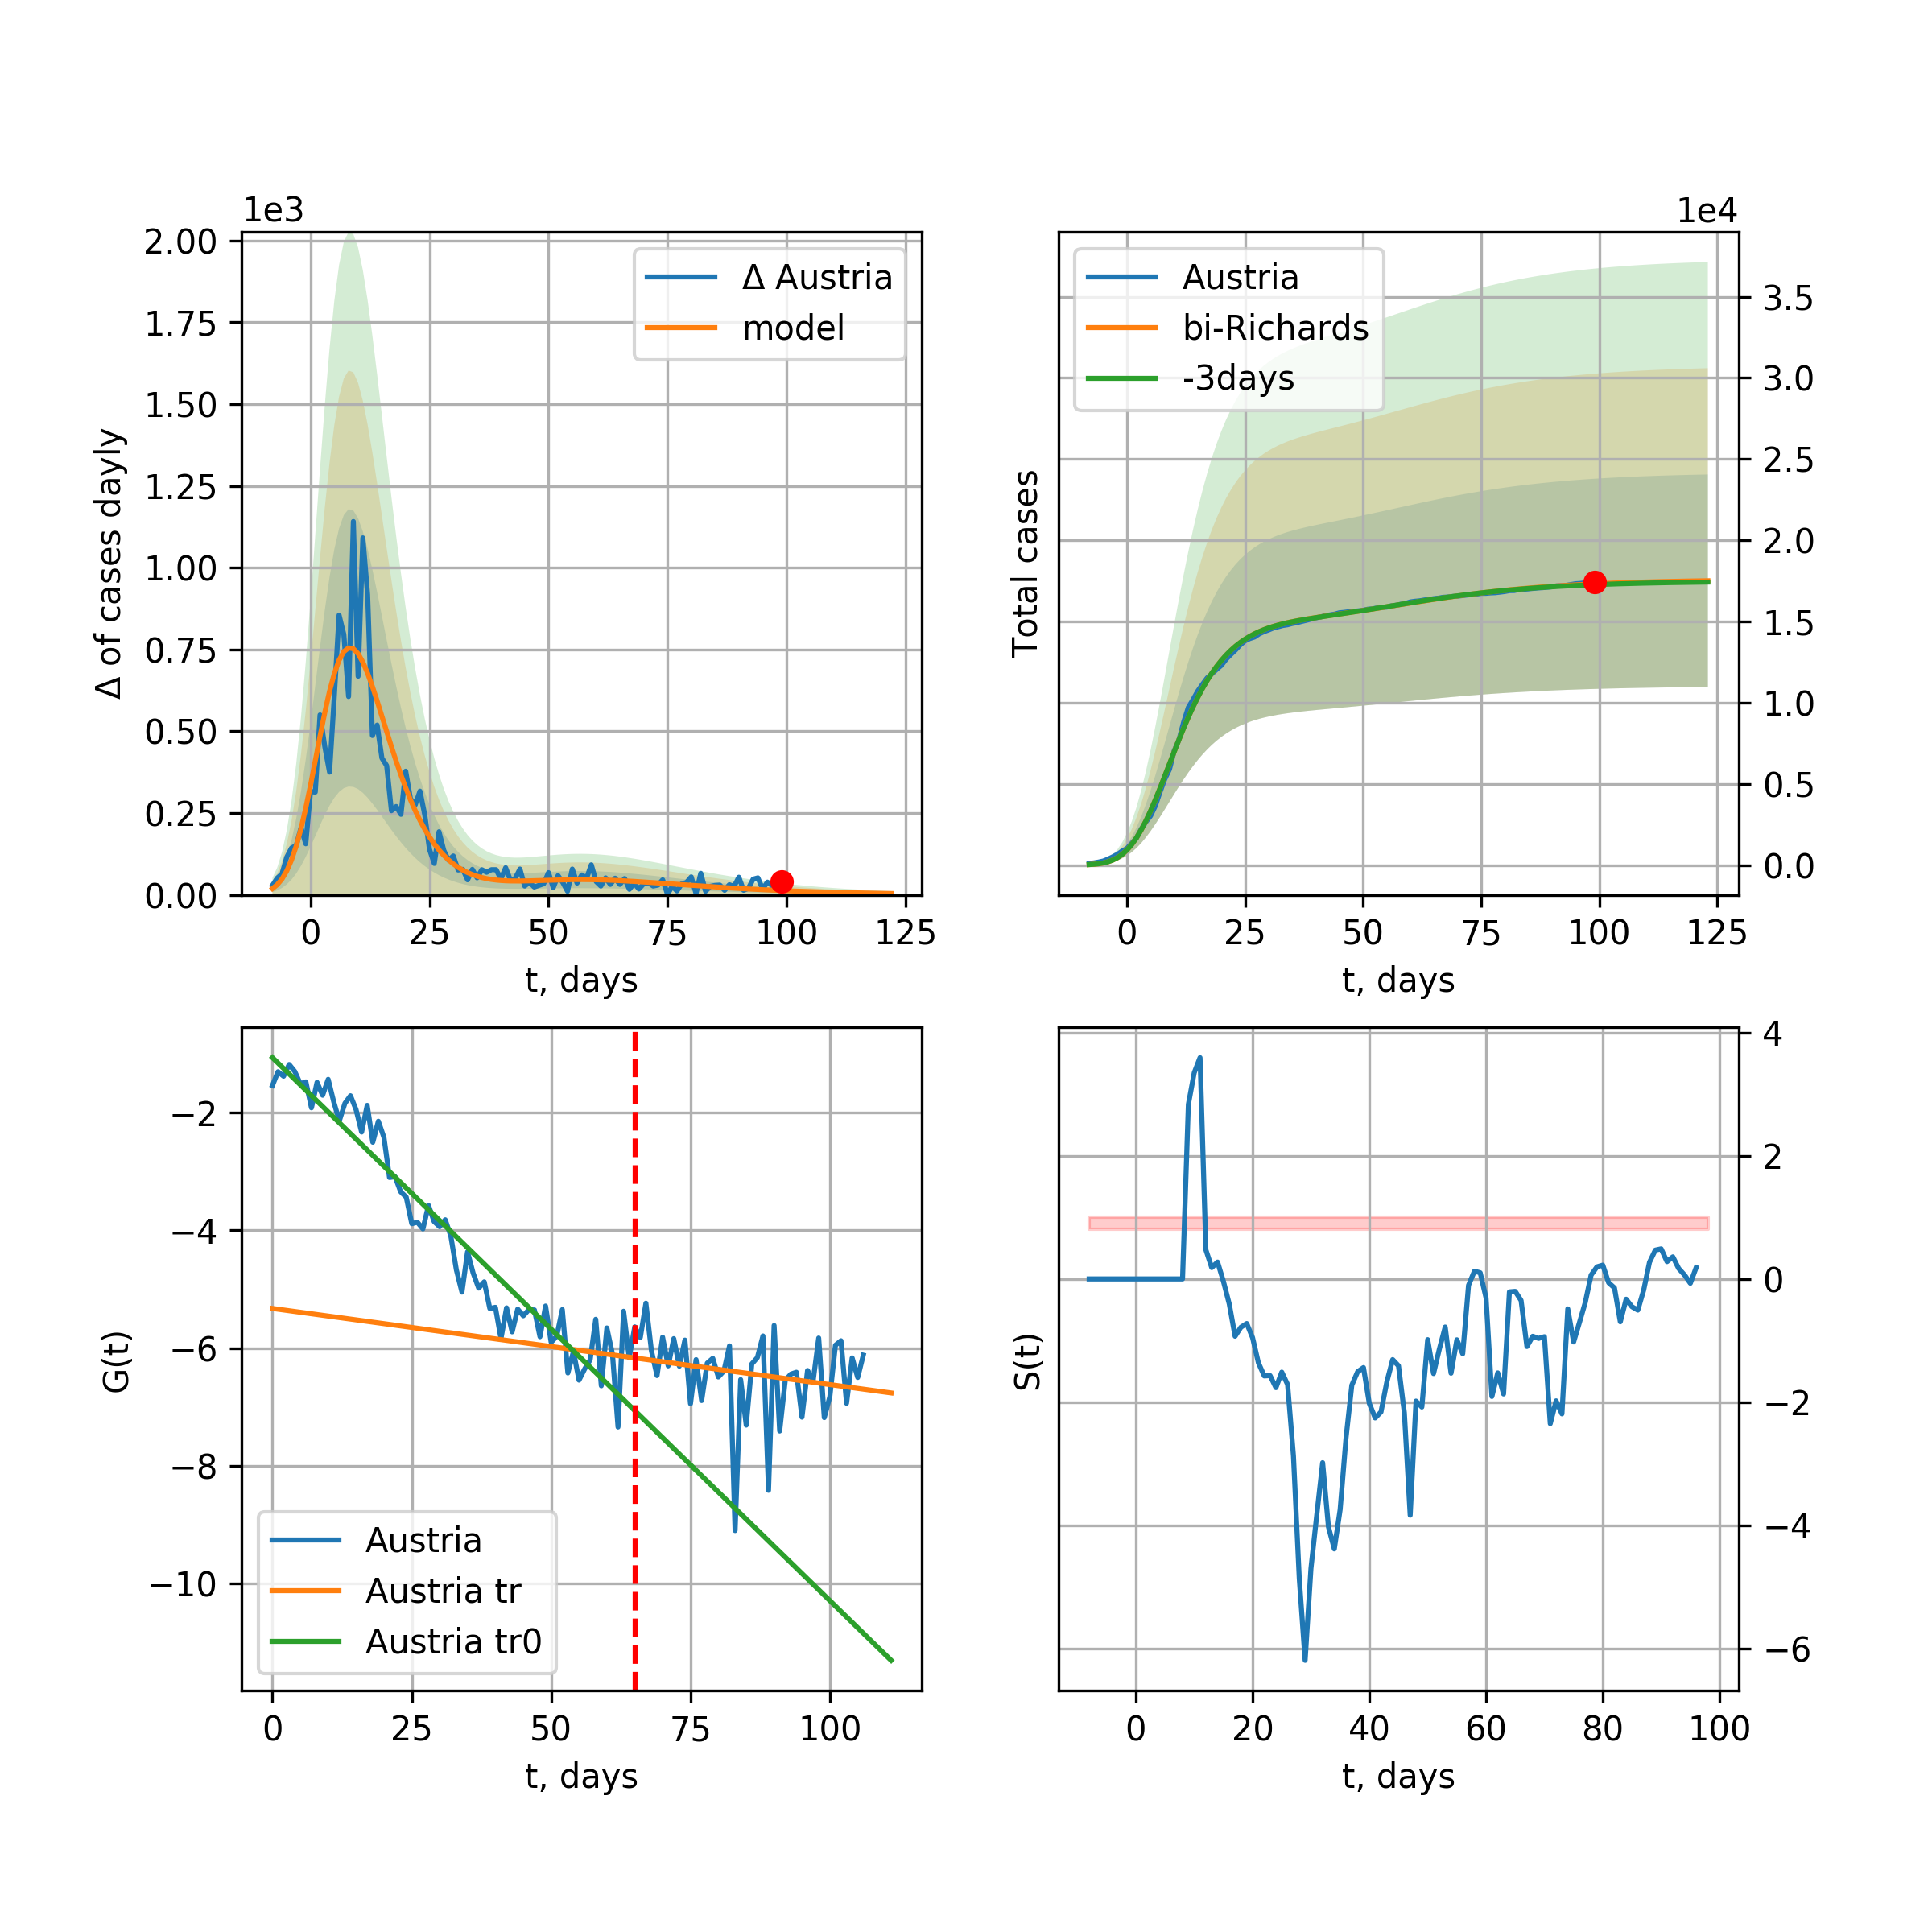 1e3
2.00
1.75
1.50
1.25
1.00
0.75
0.50
0.25
0.00
Δ of cases dayly
Δ Austria
model
0 25 50 75 100 125
t, days
1e4
Total cases
Austria
bi-Richards
-3days
3.5
3.0
2.5
2.0
1.5
1.0
0.5
0.0
0 25 50 75 100 125
t, days
G(t)
−2
−4
−6
−8
−10
Austria
Austria tr
Austria tr0
0 25 50 75 100
t, days
S(t)
4
2
0
−2
−4
−6
0 20 40 60 80 100
t, days